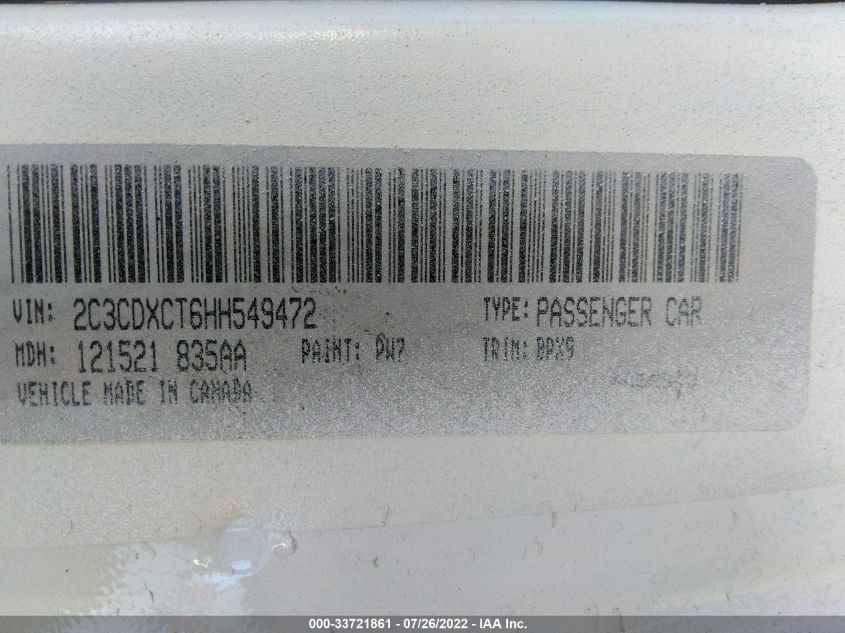 VIN: 2C3CDXCT6HH549472 TYPE: PASSENGER CAR
MDH: 121521 835AA PAINT: PW7 TRIM: BPX9
VEHICLE MADE IN CANADA
000-33721861 - 07/26/2022 - IAA Inc.